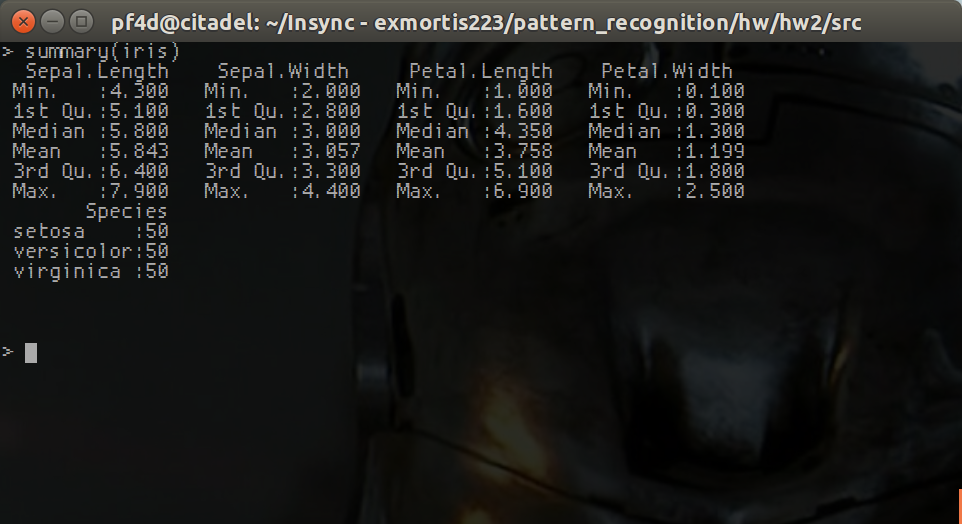 pf4d@citadel: ~/Insync - exmortis223/pattern_recognition/hw/hw2/src
> summary(iris)
  Sepal.Length    Sepal.Width     Petal.Length    Petal.Width
 Min.   :4.300   Min.   :2.000   Min.   :1.000   Min.   :0.100
 1st Qu.:5.100   1st Qu.:2.800   1st Qu.:1.600   1st Qu.:0.300
 Median :5.800   Median :3.000   Median :4.350   Median :1.300
 Mean   :5.843   Mean   :3.057   Mean   :3.758   Mean   :1.199
 3rd Qu.:6.400   3rd Qu.:3.300   3rd Qu.:5.100   3rd Qu.:1.800
 Max.   :7.900   Max.   :4.400   Max.   :6.900   Max.   :2.500
       Species
 setosa    :50
 versicolor:50
 virginica :50
>